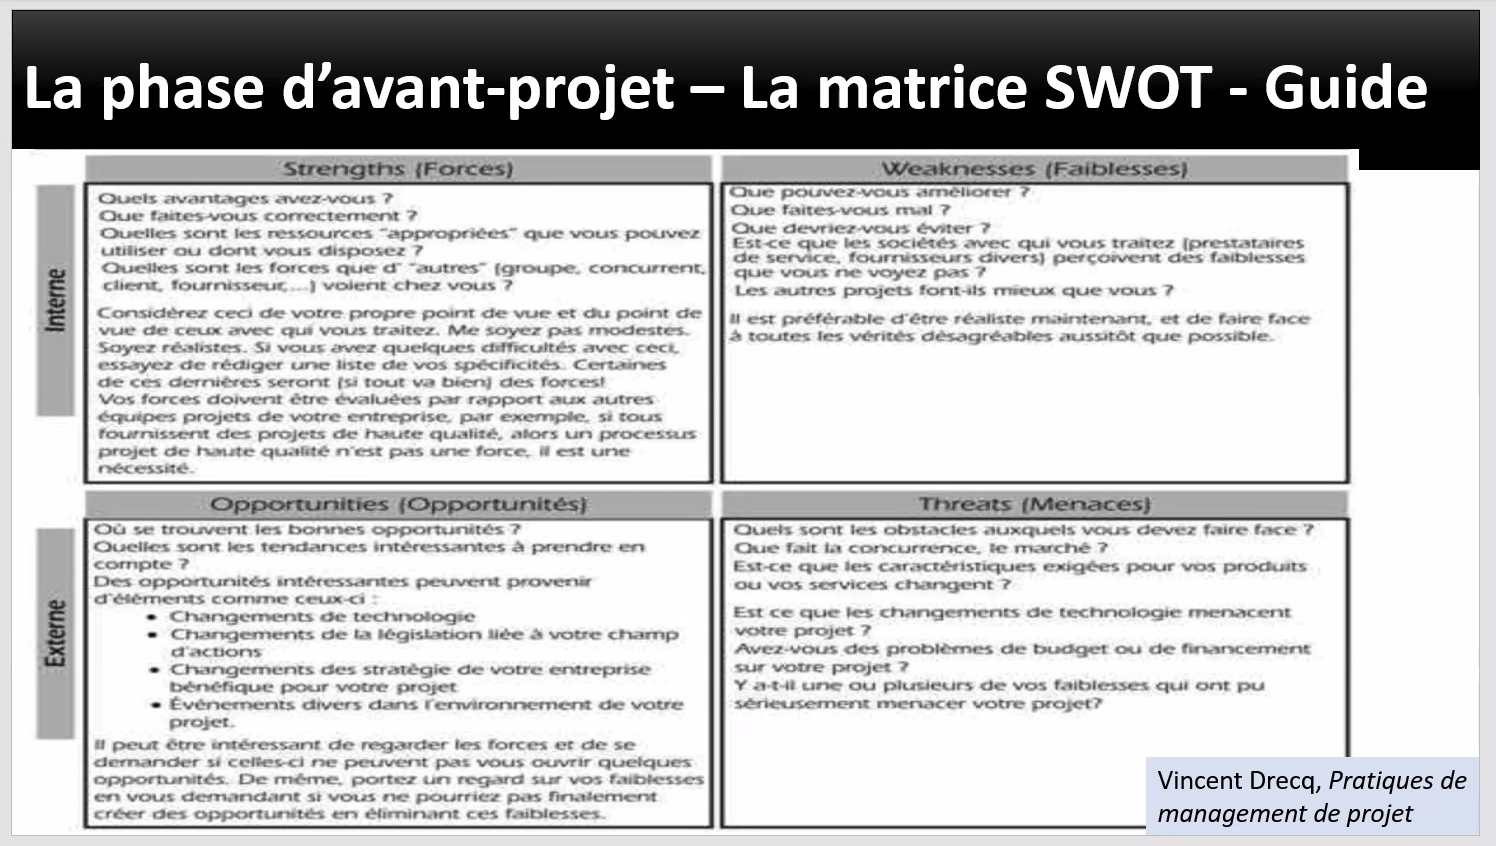 La phase d’avant-projet – La matrice SWOT - Guide
Strengths (Forces)
Interne
Quels avantages avez-vous ?
Que faites-vous correctement ?
Quelles sont les ressources "appropriées" que vous pouvez
utiliser ou dont vous disposez ?
Quelles sont les forces que d' "autres" (groupe, concurrent,
client, fournisseur,...) voient chez vous ?
Considérez ceci de votre propre point de vue et du point de
vue de ceux avec qui vous traitez. Me soyez pas modestes.
Soyez réalistes. Si vous avez quelques difficultés avec ceci,
essayez de rédiger une liste de vos spécificités. Certaines
de ces dernières seront (si tout va bien) des forces!
Vos forces doivent être évaluées par rapport aux autres
équipes projets de votre entreprise, par exemple, si tous
fournissent des projets de haute qualité, alors un processus
projet de haute qualité n'est pas une force, il est une
nécessité.
Weaknesses (Faiblesses)
Que pouvez-vous améliorer ?
Que faites-vous mal ?
Que devriez-vous éviter ?
Est-ce que les sociétés avec qui vous traitez (prestataires
de service, fournisseurs divers) perçoivent des faiblesses
que vous ne voyez pas ?
Les autres projets font-ils mieux que vous ?
Il est préférable d'être réaliste maintenant, et de faire face
à toutes les vérités désagréables aussitôt que possible.
Opportunities (Opportunités)
Externe
Où se trouvent les bonnes opportunités ?
Quelles sont les tendances intéressantes à prendre en
compte ?
Des opportunités intéressantes peuvent provenir
d'éléments comme ceux-ci :
• Changements de technologie
• Changements de la législation liée à votre champ
d'actions
• Changements des stratégie de votre entreprise
bénéfique pour votre projet
• Événements divers dans l'environnement de votre
projet.
Il peut être intéressant de regarder les forces et de se
demander si celles-ci ne peuvent pas vous ouvrir quelques
opportunités. De même, portez un regard sur vos faiblesses
en vous demandant si vous ne pourriez pas finalement
créer des opportunités en éliminant ces faiblesses.
Threats (Menaces)
Quels sont les obstacles auxquels vous devez faire face ?
Que fait la concurrence, le marché ?
Est-ce que les caractéristiques exigées pour vos produits
ou vos services changent ?
Est ce que les changements de technologie menacent
votre projet ?
Avez-vous des problèmes de budget ou de financement
sur votre projet ?
Y a-t-il une ou plusieurs de vos faiblesses qui ont pu
sérieusement menacer votre projet?
Vincent Drecq, Pratiques de
management de projet